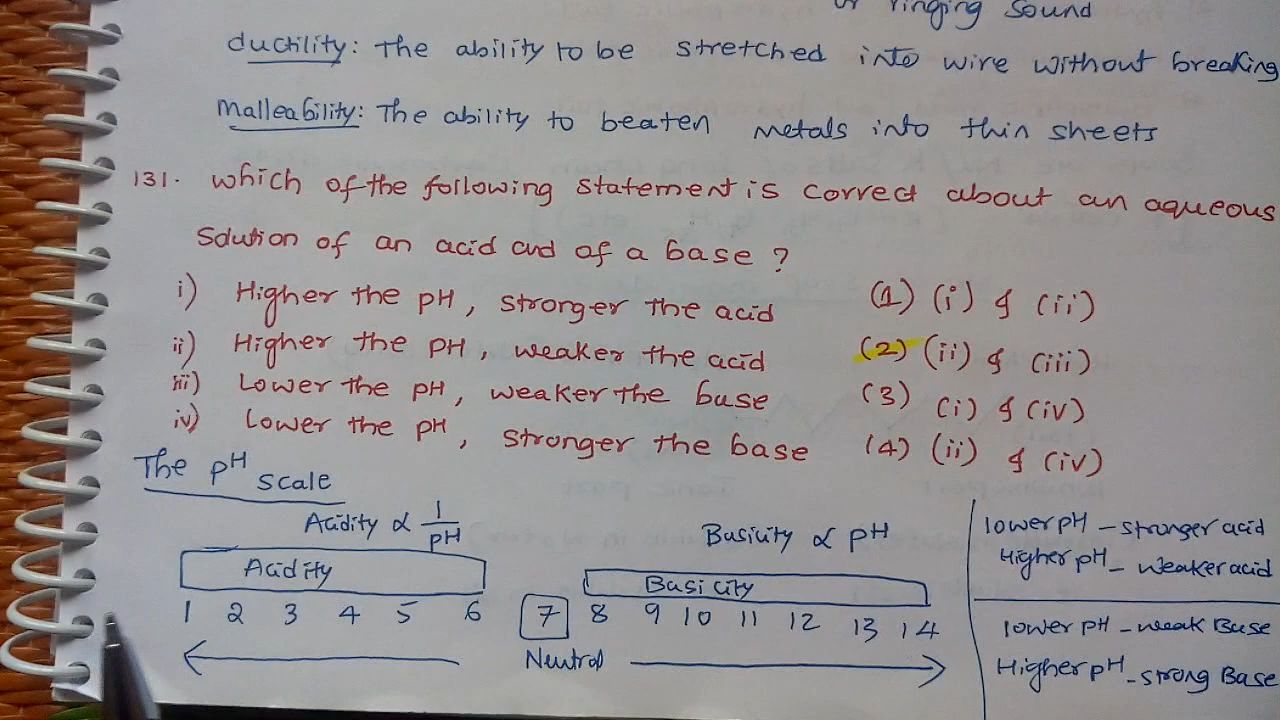 or ringing sound
ductility: The ability to be stretched into wire without breaking
Malleability: The ability to beaten metals into thin sheets
131. Which of the following statement is correct about an aqueous
Solution of an acid and of a base?
i) Higher the pH, stronger the acid
ii) Higher the pH, weaker the acid
iii) Lower the pH, weaker the base
iv) Lower the pH, stronger the base
(1) (i) & (ii)
(2) (ii) & (iii)
(3) (i) & (iv)
(4) (ii) & (iv)
The pH scale
Acidity ∝ 1/pH
Basicity ∝ pH
Acidity
Basicity
1 2 3 4 5 6 7 8 9 10 11 12 13 14
Neutral
lower pH - stronger acid
Higher pH - weaker acid
lower pH - weak Base
Higher pH - strong Base